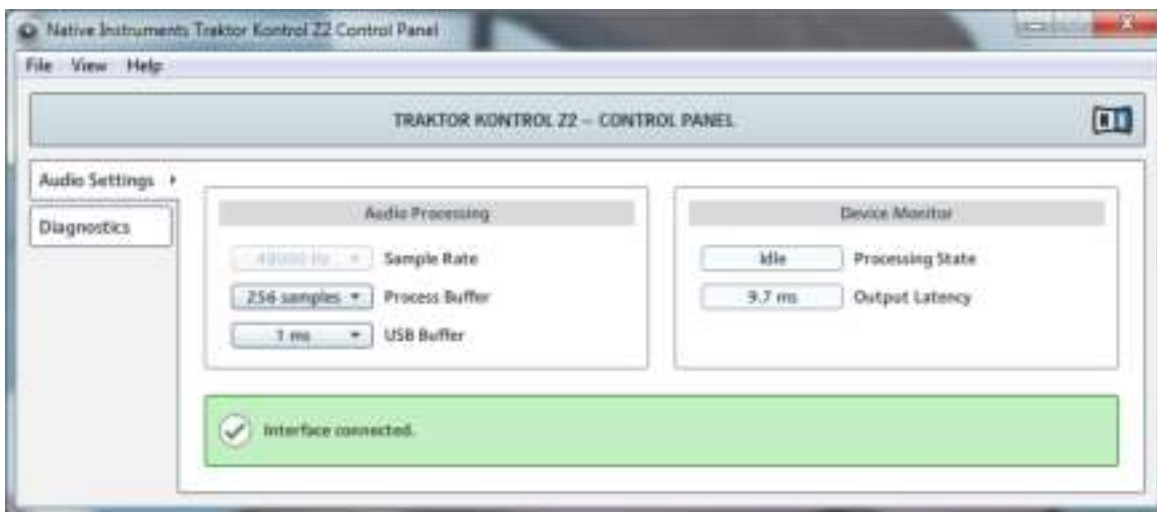 Native Instruments Traktor Kontrol Z2 Control Panel
File View Help
TRAKTOR KONTROL Z2 – CONTROL PANEL
Audio Settings
Diagnostics
Audio Processing
48000 Hz Sample Rate
256 samples Process Buffer
1 ms USB Buffer
Device Monitor
Idle Processing State
9.7 ms Output Latency
Interface connected.